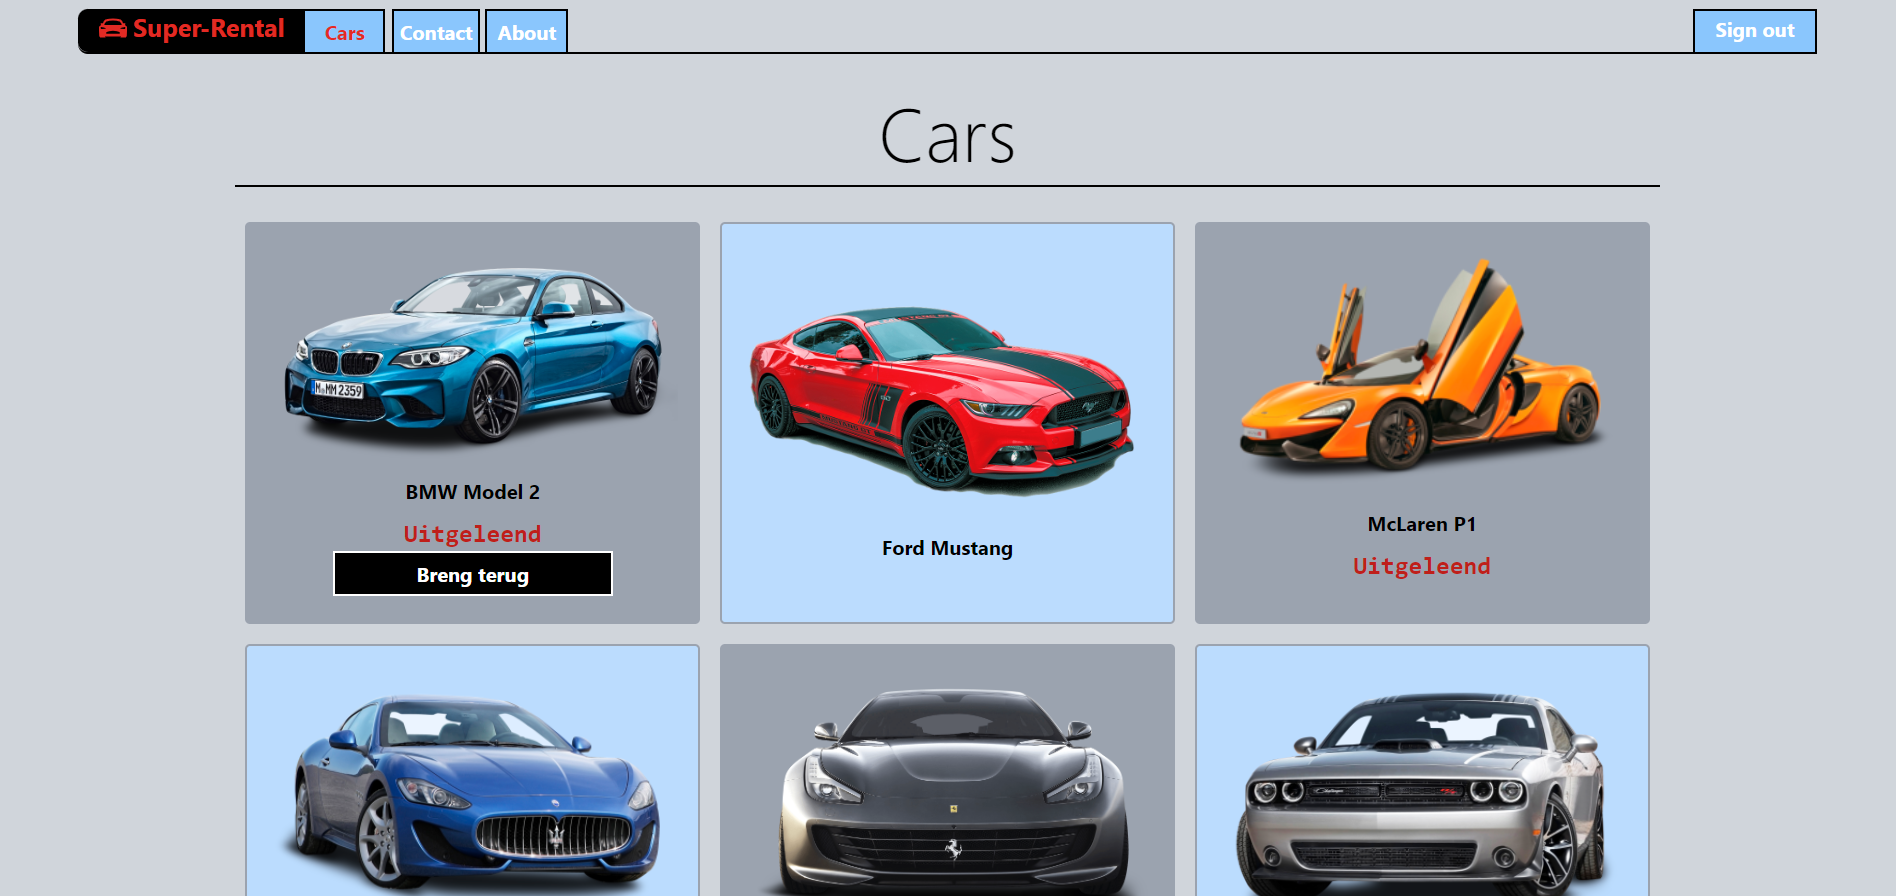 Super-Rental
Cars
Contact
About
Sign out
Cars
M MM 2359
BMW Model 2
Uitgeleend
Breng terug
Ford Mustang
McLaren P1
Uitgeleend